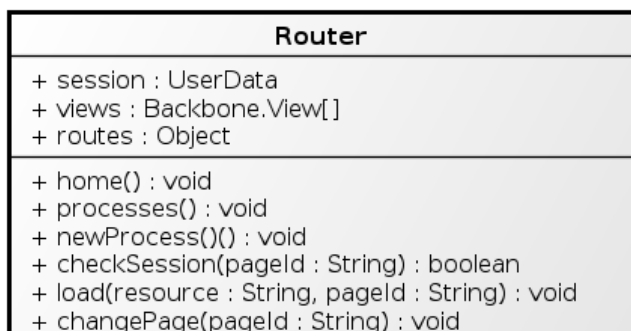 Router
+ session : UserData
+ views : Backbone.View[]
+ routes : Object
+ home() : void
+ processes() : void
+ newProcess()() : void
+ checkSession(pageId : String) : boolean
+ load(resource : String, pageId : String) : void
+ changePage(pageId : String) : void